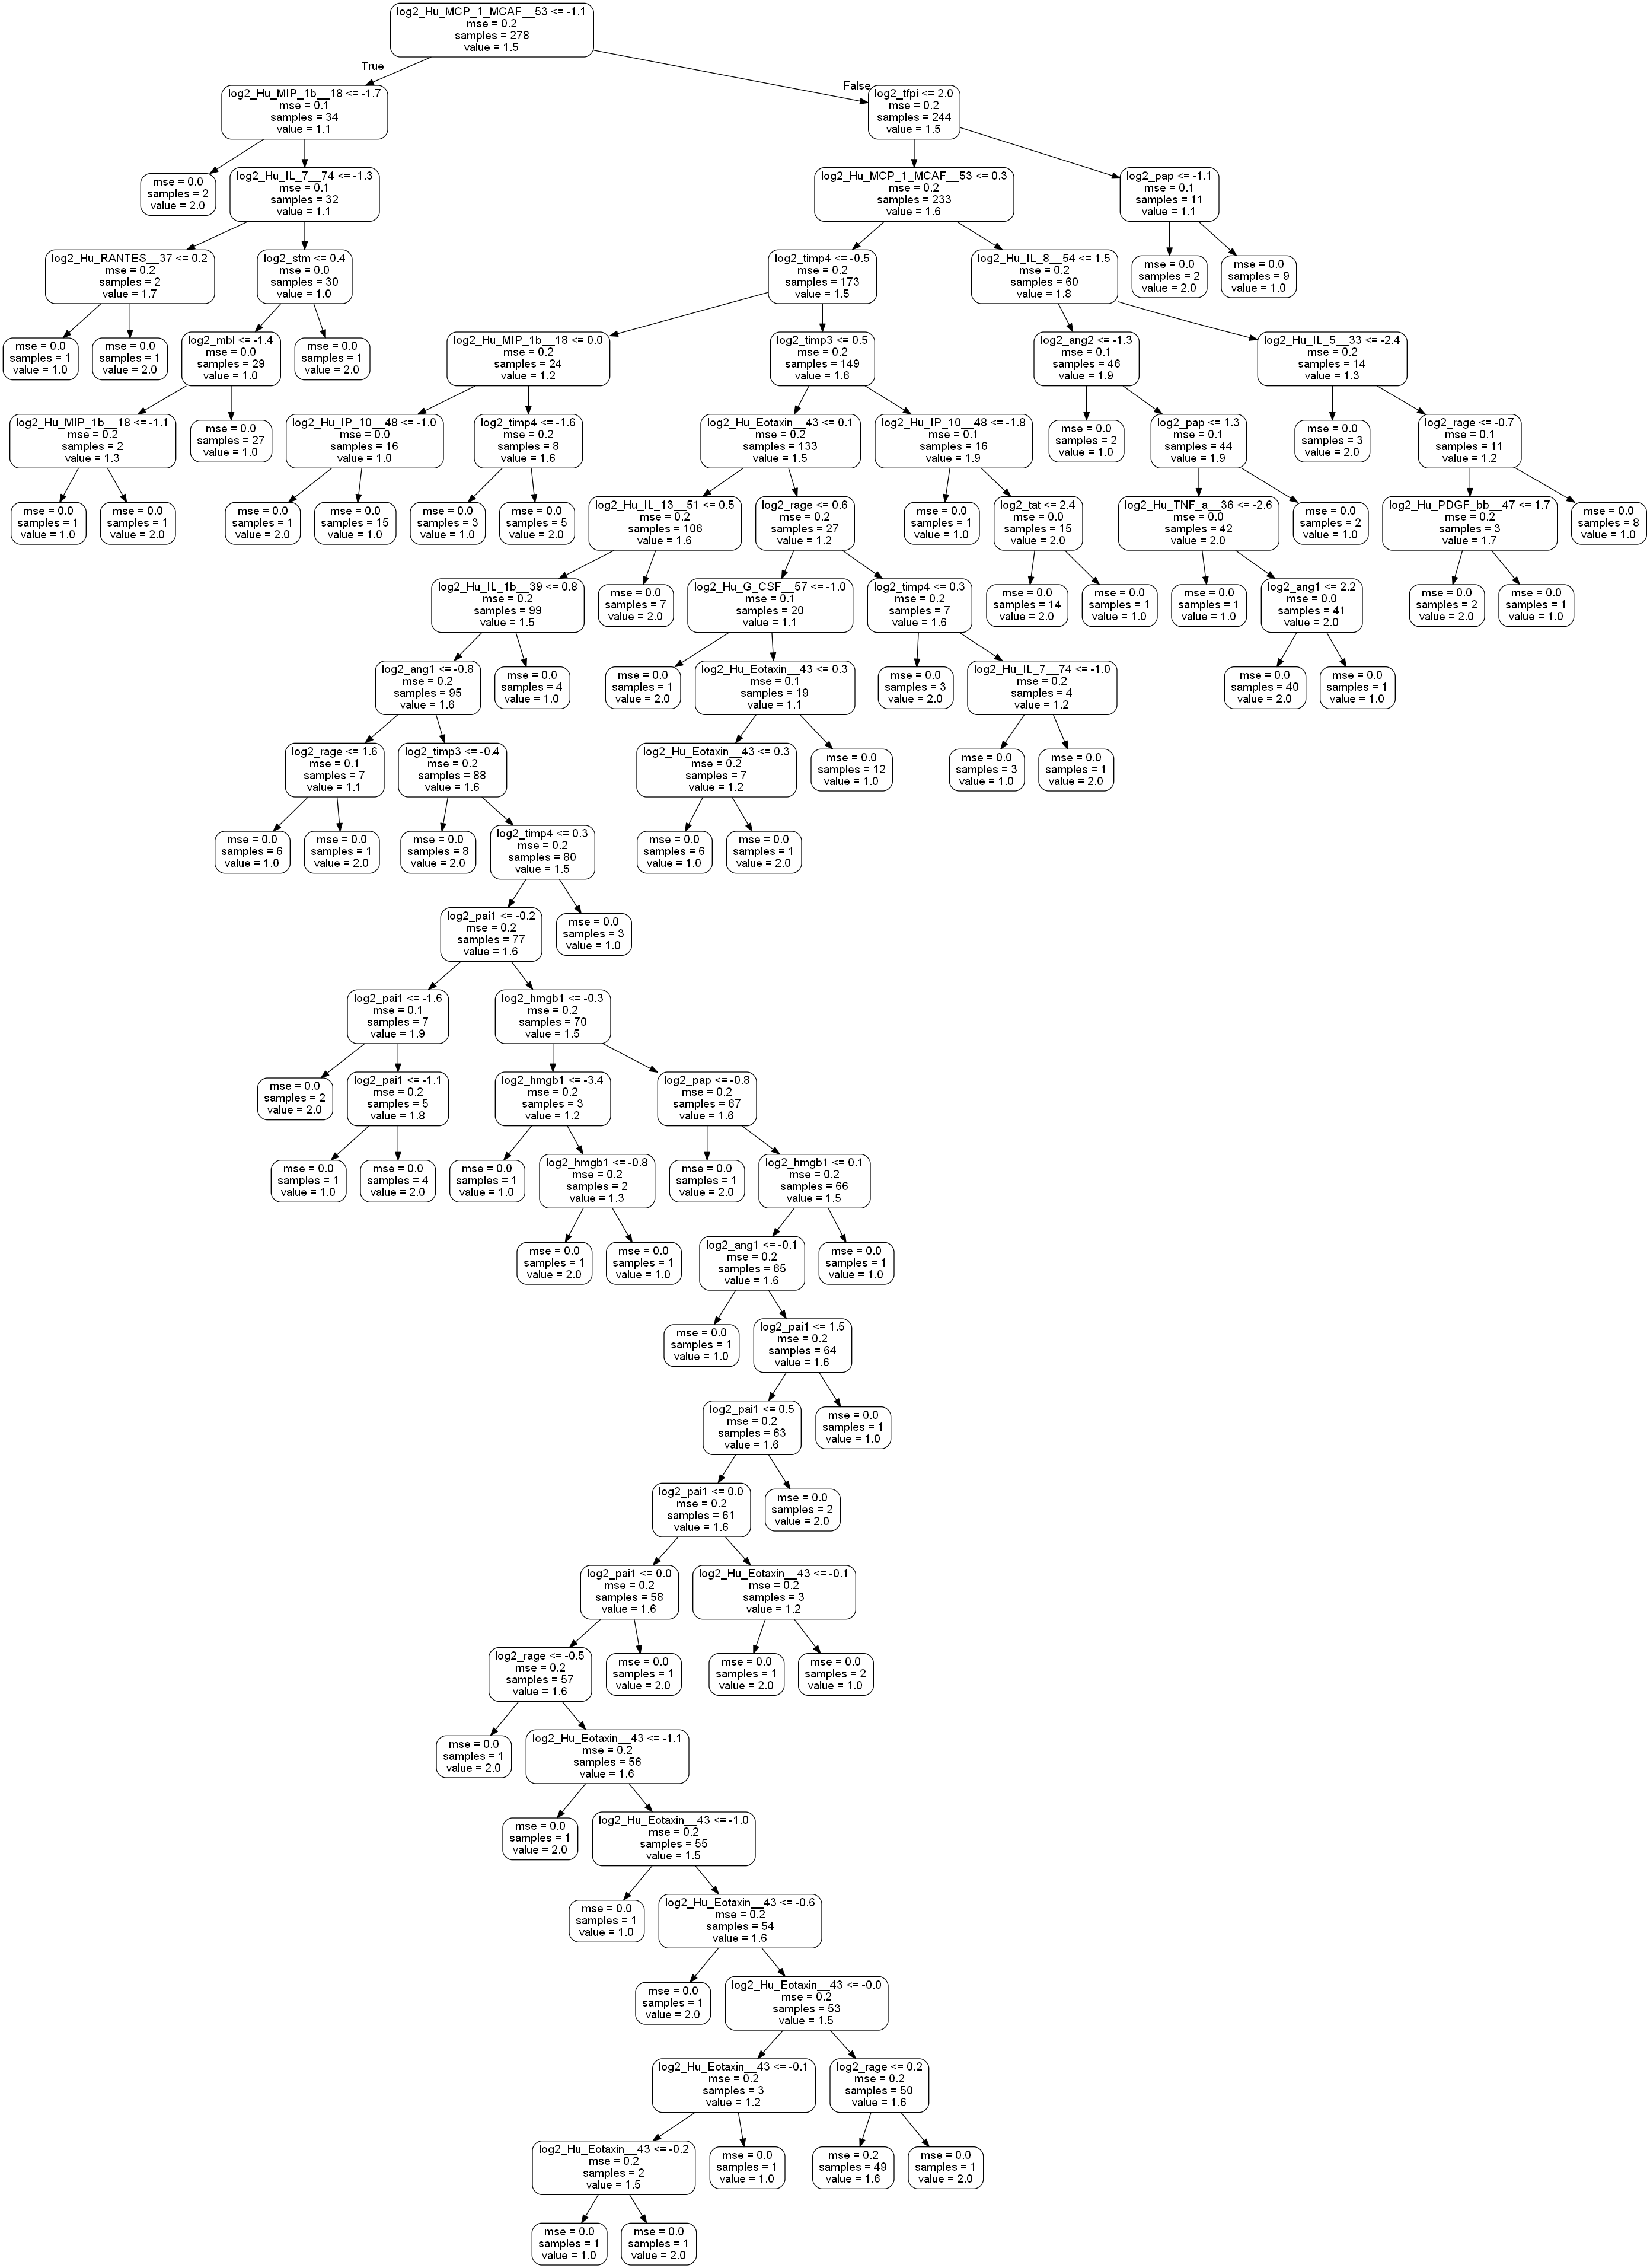 log2_Hu_MCP_1_MCAF__53 <= -1.1
mse = 0.2
samples = 278
value = 1.5
True
False
log2_Hu_MIP_1b__18 <= -1.7
mse = 0.1
samples = 34
value = 1.1
log2_tfpi <= 2.0
mse = 0.2
samples = 244
value = 1.5
mse = 0.0
samples = 2
value = 2.0
log2_Hu_IL_7__74 <= -1.3
mse = 0.1
samples = 32
value = 1.1
log2_Hu_MCP_1_MCAF__53 <= 0.3
mse = 0.2
samples = 233
value = 1.6
log2_pap <= -1.1
mse = 0.1
samples = 11
value = 1.1
log2_Hu_RANTES__37 <= 0.2
mse = 0.2
samples = 2
value = 1.7
log2_stm <= 0.4
mse = 0.0
samples = 30
value = 1.0
log2_timp4 <= -0.5
mse = 0.2
samples = 173
value = 1.5
log2_Hu_IL_8__54 <= 1.5
mse = 0.2
samples = 60
value = 1.8
mse = 0.0
samples = 2
value = 2.0
mse = 0.0
samples = 9
value = 1.0
mse = 0.0
samples = 1
value = 1.0
mse = 0.0
samples = 1
value = 2.0
log2_mbl <= -1.4
mse = 0.0
samples = 29
value = 1.0
mse = 0.0
samples = 1
value = 2.0
log2_Hu_MIP_1b__18 <= 0.0
mse = 0.2
samples = 24
value = 1.2
log2_timp3 <= 0.5
mse = 0.2
samples = 149
value = 1.6
log2_ang2 <= -1.3
mse = 0.1
samples = 46
value = 1.9
log2_Hu_IL_5__33 <= -2.4
mse = 0.2
samples = 14
value = 1.3
log2_Hu_MIP_1b__18 <= -1.1
mse = 0.2
samples = 2
value = 1.3
mse = 0.0
samples = 27
value = 1.0
log2_Hu_IP_10__48 <= -1.0
mse = 0.0
samples = 16
value = 1.0
log2_timp4 <= -1.6
mse = 0.2
samples = 8
value = 1.6
log2_Hu_Eotaxin__43 <= 0.1
mse = 0.2
samples = 133
value = 1.5
log2_Hu_IP_10__48 <= -1.8
mse = 0.1
samples = 16
value = 1.9
mse = 0.0
samples = 2
value = 1.0
log2_pap <= 1.3
mse = 0.1
samples = 44
value = 1.9
mse = 0.0
samples = 3
value = 2.0
log2_rage <= -0.7
mse = 0.1
samples = 11
value = 1.2
mse = 0.0
samples = 1
value = 1.0
mse = 0.0
samples = 1
value = 2.0
mse = 0.0
samples = 1
value = 2.0
mse = 0.0
samples = 15
value = 1.0
mse = 0.0
samples = 3
value = 1.0
mse = 0.0
samples = 5
value = 2.0
log2_Hu_IL_13__51 <= 0.5
mse = 0.2
samples = 106
value = 1.6
log2_rage <= 0.6
mse = 0.2
samples = 27
value = 1.2
mse = 0.0
samples = 1
value = 1.0
log2_tat <= 2.4
mse = 0.0
samples = 15
value = 2.0
log2_Hu_TNF_a__36 <= -2.6
mse = 0.0
samples = 42
value = 2.0
mse = 0.0
samples = 2
value = 1.0
log2_Hu_PDGF_bb__47 <= 1.7
mse = 0.2
samples = 3
value = 1.7
mse = 0.0
samples = 8
value = 1.0
log2_Hu_IL_1b__39 <= 0.8
mse = 0.2
samples = 99
value = 1.5
mse = 0.0
samples = 7
value = 2.0
log2_Hu_G_CSF__57 <= -1.0
mse = 0.1
samples = 20
value = 1.1
log2_timp4 <= 0.3
mse = 0.2
samples = 7
value = 1.6
mse = 0.0
samples = 14
value = 2.0
mse = 0.0
samples = 1
value = 1.0
mse = 0.0
samples = 1
value = 1.0
log2_ang1 <= 2.2
mse = 0.0
samples = 41
value = 2.0
mse = 0.0
samples = 2
value = 2.0
mse = 0.0
samples = 1
value = 1.0
log2_ang1 <= -0.8
mse = 0.2
samples = 95
value = 1.6
mse = 0.0
samples = 4
value = 1.0
mse = 0.0
samples = 1
value = 2.0
log2_Hu_Eotaxin__43 <= 0.3
mse = 0.1
samples = 19
value = 1.1
mse = 0.0
samples = 3
value = 2.0
log2_Hu_IL_7__74 <= -1.0
mse = 0.2
samples = 4
value = 1.2
mse = 0.0
samples = 40
value = 2.0
mse = 0.0
samples = 1
value = 1.0
log2_rage <= 1.6
mse = 0.1
samples = 7
value = 1.1
log2_timp3 <= -0.4
mse = 0.2
samples = 88
value = 1.6
log2_Hu_Eotaxin__43 <= 0.3
mse = 0.2
samples = 7
value = 1.2
mse = 0.0
samples = 12
value = 1.0
mse = 0.0
samples = 3
value = 1.0
mse = 0.0
samples = 1
value = 2.0
mse = 0.0
samples = 6
value = 1.0
mse = 0.0
samples = 1
value = 2.0
mse = 0.0
samples = 8
value = 2.0
log2_timp4 <= 0.3
mse = 0.2
samples = 80
value = 1.5
mse = 0.0
samples = 6
value = 1.0
mse = 0.0
samples = 1
value = 2.0
log2_pai1 <= -0.2
mse = 0.2
samples = 77
value = 1.6
mse = 0.0
samples = 3
value = 1.0
log2_pai1 <= -1.6
mse = 0.1
samples = 7
value = 1.9
log2_hmgb1 <= -0.3
mse = 0.2
samples = 70
value = 1.5
mse = 0.0
samples = 2
value = 2.0
log2_pai1 <= -1.1
mse = 0.2
samples = 5
value = 1.8
log2_hmgb1 <= -3.4
mse = 0.2
samples = 3
value = 1.2
log2_pap <= -0.8
mse = 0.2
samples = 67
value = 1.6
mse = 0.0
samples = 1
value = 1.0
mse = 0.0
samples = 4
value = 2.0
mse = 0.0
samples = 1
value = 1.0
log2_hmgb1 <= -0.8
mse = 0.2
samples = 2
value = 1.3
mse = 0.0
samples = 1
value = 2.0
log2_hmgb1 <= 0.1
mse = 0.2
samples = 66
value = 1.5
mse = 0.0
samples = 1
value = 2.0
mse = 0.0
samples = 1
value = 1.0
log2_ang1 <= -0.1
mse = 0.2
samples = 65
value = 1.6
mse = 0.0
samples = 1
value = 1.0
mse = 0.0
samples = 1
value = 1.0
log2_pai1 <= 1.5
mse = 0.2
samples = 64
value = 1.6
log2_pai1 <= 0.5
mse = 0.2
samples = 63
value = 1.6
mse = 0.0
samples = 1
value = 1.0
log2_pai1 <= 0.0
mse = 0.2
samples = 61
value = 1.6
mse = 0.0
samples = 2
value = 2.0
log2_pai1 <= 0.0
mse = 0.2
samples = 58
value = 1.6
log2_Hu_Eotaxin__43 <= -0.1
mse = 0.2
samples = 3
value = 1.2
log2_rage <= -0.5
mse = 0.2
samples = 57
value = 1.6
mse = 0.0
samples = 1
value = 2.0
mse = 0.0
samples = 1
value = 2.0
mse = 0.0
samples = 2
value = 1.0
mse = 0.0
samples = 1
value = 2.0
log2_Hu_Eotaxin__43 <= -1.1
mse = 0.2
samples = 56
value = 1.6
mse = 0.0
samples = 1
value = 2.0
log2_Hu_Eotaxin__43 <= -1.0
mse = 0.2
samples = 55
value = 1.5
mse = 0.0
samples = 1
value = 1.0
log2_Hu_Eotaxin__43 <= -0.6
mse = 0.2
samples = 54
value = 1.6
mse = 0.0
samples = 1
value = 2.0
log2_Hu_Eotaxin__43 <= -0.0
mse = 0.2
samples = 53
value = 1.5
log2_Hu_Eotaxin__43 <= -0.1
mse = 0.2
samples = 3
value = 1.2
log2_rage <= 0.2
mse = 0.2
samples = 50
value = 1.6
log2_Hu_Eotaxin__43 <= -0.2
mse = 0.2
samples = 2
value = 1.5
mse = 0.0
samples = 1
value = 1.0
mse = 0.2
samples = 49
value = 1.6
mse = 0.0
samples = 1
value = 2.0
mse = 0.0
samples = 1
value = 1.0
mse = 0.0
samples = 1
value = 2.0